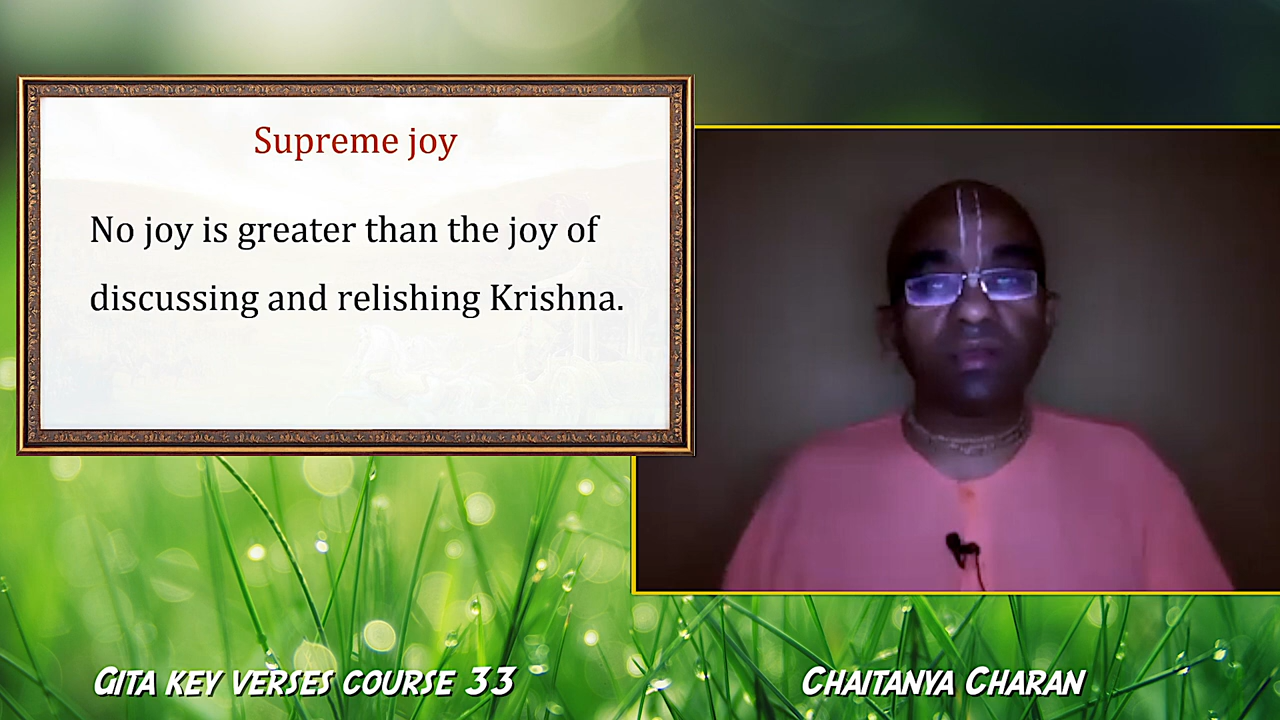 Supreme joy
No joy is greater than the joy of
discussing and relishing Krishna.
Gita key verses course 33
Chaitanya Charan